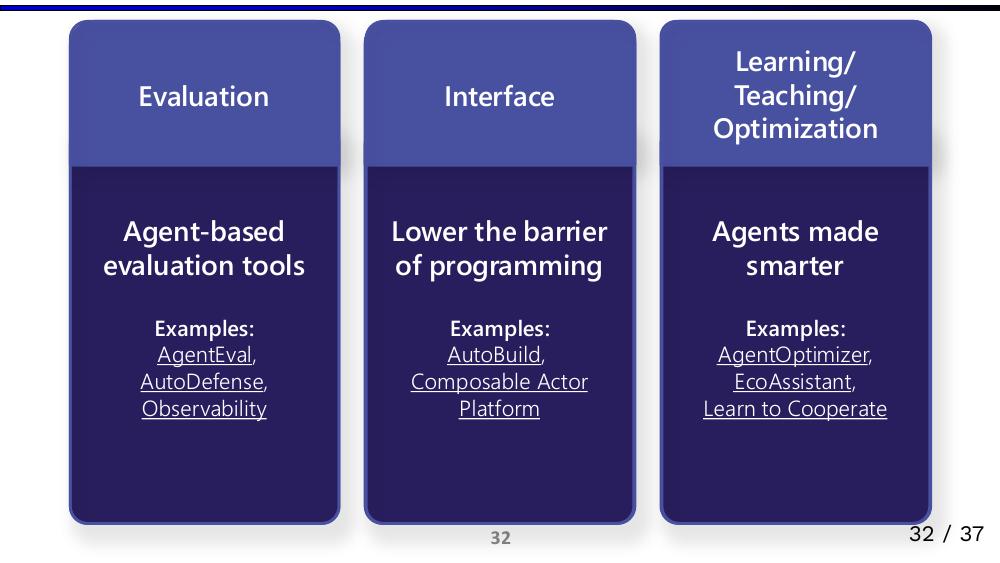 Evaluation
Agent-based
evaluation tools
Examples:
AgentEval,
AutoDefense,
Observability
Interface
Lower the barrier
of programming
Examples:
AutoBuild,
Composable Actor
Platform
Learning/
Teaching/
Optimization
Agents made
smarter
Examples:
AgentOptimizer,
EcoAssistant,
Learn to Cooperate
32
32 / 37